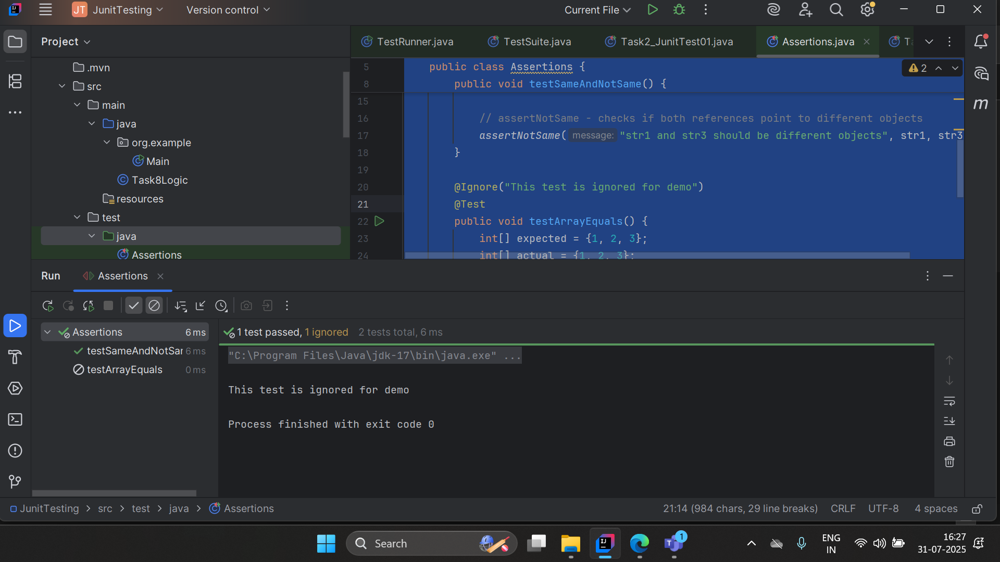 JT JunitTesting Version control Current File
Project
TestRunner.java TestSuite.java Task2_JunitTest01.java Assertions.java
.mvn
src
main
java
org.example
Main
Task8Logic
resources
test
java
Assertions
2
5 public class Assertions {
8 public void testSameAndNotSame() {
15
16 // assertNotSame - checks if both references point to different objects
17 assertNotSame( message: "str1 and str3 should be different objects", str1, str3
18 }
19
20 @Ignore("This test is ignored for demo")
21 @Test
22 public void testArrayEquals() {
23 int[] expected = {1, 2, 3};
24 int[] actual = {1, 2, 3};
Run Assertions
Assertions 6 ms
testSameAndNotSar 6 ms
testArrayEquals 0 ms
1 test passed, 1 ignored 2 tests total, 6 ms
"C:\Program Files\Java\jdk-17\bin\java.exe" ...
This test is ignored for demo
Process finished with exit code 0
JunitTesting > src > test > java > Assertions 21:14 (984 chars, 29 line breaks) CRLF UTF-8 4 spaces
Search
1
ENG
IN
16:27
31-07-2025